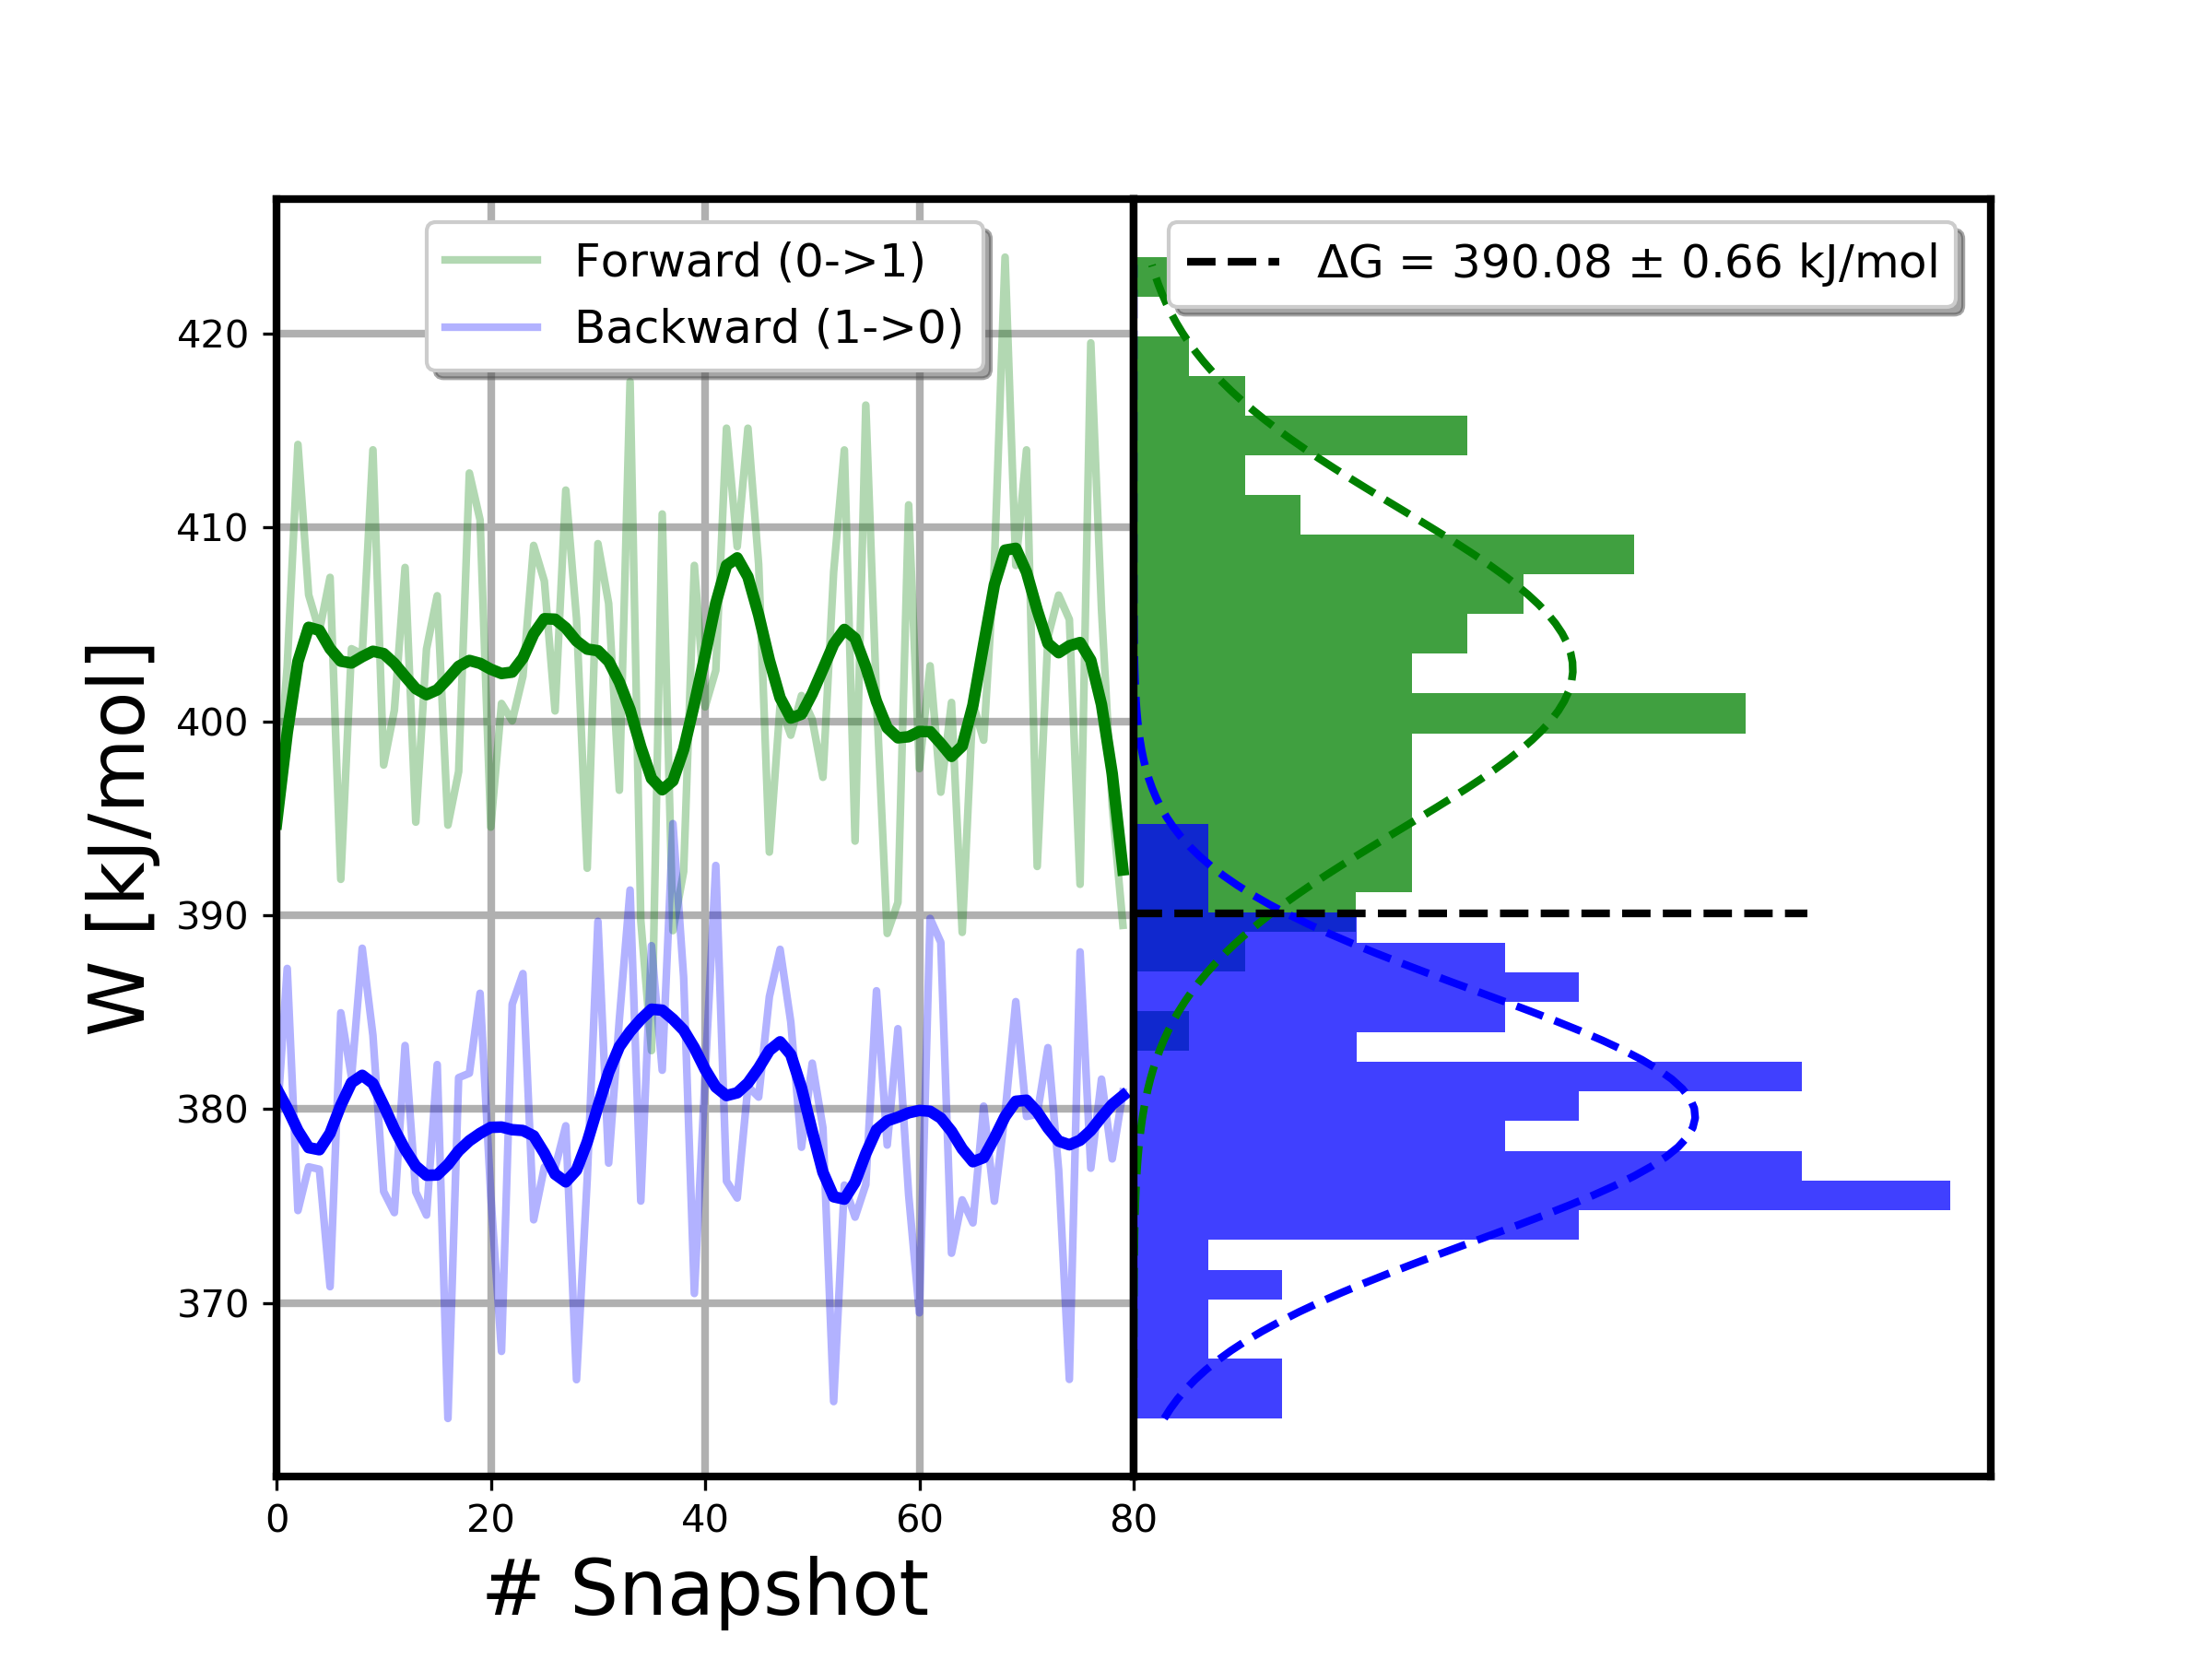 Forward (0->1)
Backward (1->0)
ΔG = 390.08 ± 0.66 kJ/mol
W [kJ/mol]
420
410
400
390
380
370
0 20 40 60 80
# Snapshot